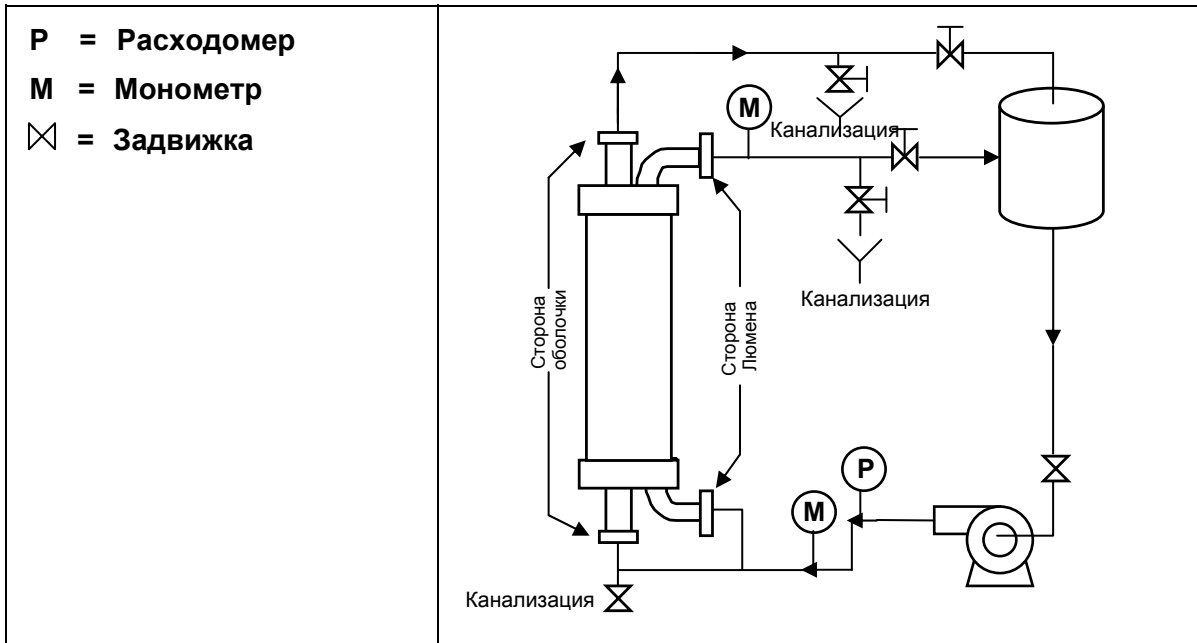 Р = Расходомер
М = Монометр
= Задвижка
М
Канализация
Канализация
Сторона
оболочки
Сторона
Люмена
Р
М
Канализация